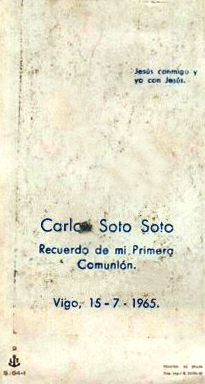 Jesús conmigo y
yo con Jesús.
Carlos Soto Soto
Recuerdo de mi Primera
Comunión.
Vigo, 15-7-1965.